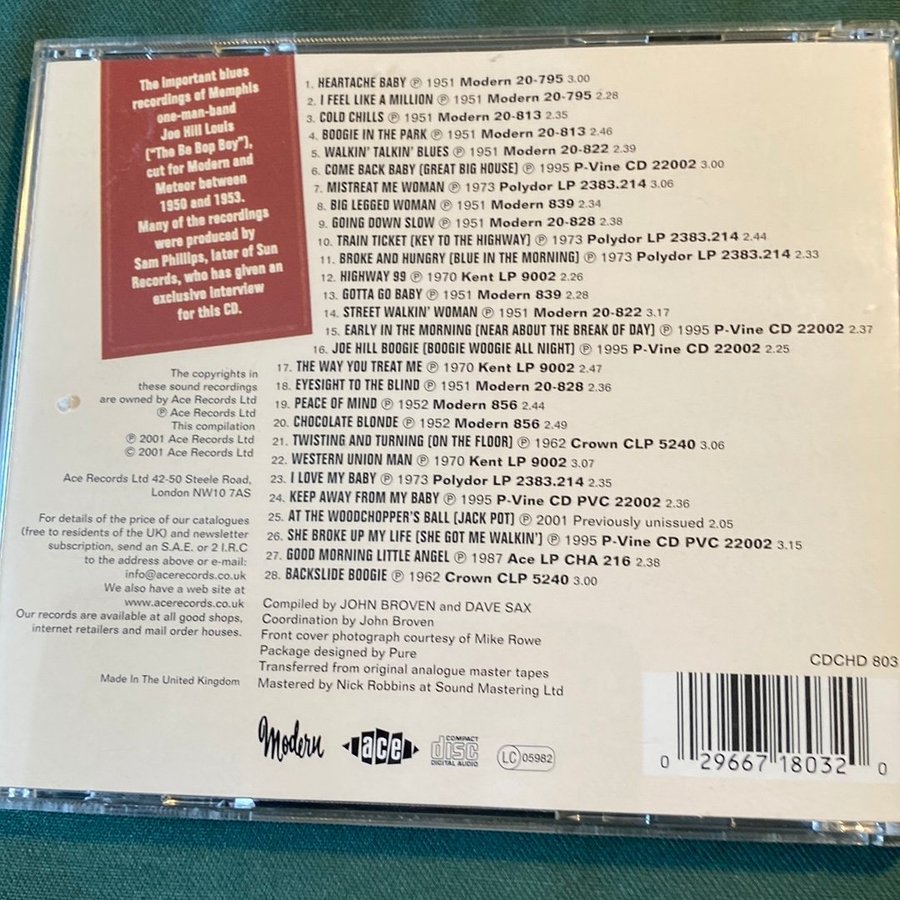 The important blues
recordings of Memphis
one-man-band
Joe Hill Louis
("The Be Bop Boy"),
cut for Modern and
Meteor between
1950 and 1953.
Many of the recordings
were produced by
Sam Phillips, later of Sun
Records, who has given an
exclusive interview
for this CD.
1. HEARTACHE BABY ℗ 1951 Modern 20-795 3.00
2. I FEEL LIKE A MILLION ℗ 1951 Modern 20-795 2.28
3. COLD CHILLS ℗ 1951 Modern 20-813 2.35
4. BOOGIE IN THE PARK ℗ 1951 Modern 20-813 2.46
5. WALKIN' TALKIN' BLUES ℗ 1951 Modern 20-822 2.39
6. COME BACK BABY (GREAT BIG HOUSE) ℗ 1995 P-Vine CD 22002 3.00
7. MISTREAT ME WOMAN ℗ 1973 Polydor LP 2383.214 3.06
8. BIG LEGGED WOMAN ℗ 1951 Modern 839 2.34
9. GOING DOWN SLOW ℗ 1951 Modern 20-828 2.38
10. TRAIN TICKET (KEY TO THE HIGHWAY) ℗ 1973 Polydor LP 2383.214 2.44
11. BROKE AND HUNGRY (BLUE IN THE MORNING) ℗ 1973 Polydor LP 2383.214 2.33
12. HIGHWAY 99 ℗ 1970 Kent LP 9002 2.26
13. GOTTA GO BABY ℗ 1951 Modern 839 2.28
14. STREET WALKIN' WOMAN ℗ 1951 Modern 20-822 3.17
15. EARLY IN THE MORNING (NEAR ABOUT THE BREAK OF DAY) ℗ 1995 P-Vine CD 22002 2.37
16. JOE HILL BOOGIE (BOOGIE WOOGIE ALL NIGHT) ℗ 1995 P-Vine CD 22002 2.25
17. THE WAY YOU TREAT ME ℗ 1970 Kent LP 9002 2.47
18. EYESIGHT TO THE BLIND ℗ 1951 Modern 20-828 2.36
19. PEACE OF MIND ℗ 1952 Modern 856 2.44
20. CHOCOLATE BLONDE ℗ 1952 Modern 856 2.49
21. TWISTING AND TURNING (ON THE FLOOR) ℗ 1962 Crown CLP 5240 3.06
22. WESTERN UNION MAN ℗ 1970 Kent LP 9002 3.07
23. I LOVE MY BABY ℗ 1973 Polydor LP 2383.214 2.35
24. KEEP AWAY FROM MY BABY ℗ 1995 P-Vine CD PVC 22002 2.36
25. AT THE WOODCHOPPER'S BALL (JACK POT) ℗ 2001 Previously unissued 2.05
26. SHE BROKE UP MY LIFE (SHE GOT ME WALKIN') ℗ 1995 P-Vine CD PVC 22002 3.15
27. GOOD MORNING LITTLE ANGEL ℗ 1987 Ace LP CHA 216 2.38
28. BACKSLIDE BOOGIE ℗ 1962 Crown CLP 5240 3.00
The copyrights in
these sound recordings
are owned by Ace Records Ltd
℗ Ace Records Ltd
This compilation
℗ 2001 Ace Records Ltd
© 2001 Ace Records Ltd
Ace Records Ltd 42-50 Steele Road,
London NW10 7AS
For details of the price of our catalogues
(free to residents of the UK) and newsletter
subscription, send an S.A.E. or 2 I.R.C
to the address above or e-mail:
info@acerecords.co.uk
We also have a web site at
www.acerecords.co.uk
Our records are available at all good shops,
internet retailers and mail order houses.
Made In The United Kingdom
Compiled by JOHN BROVEN and DAVE SAX
Coordination by John Broven
Front cover photograph courtesy of Mike Rowe
Package designed by Pure
Transferred from original analogue master tapes
Mastered by Nick Robbins at Sound Mastering Ltd
Modern
ace
COMPACT
disc
DIGITAL AUDIO
LC 05982
CDCHD 803
0 29667 18032 0